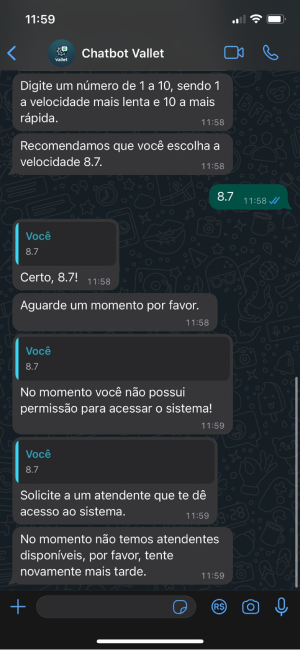 11:59
Vallet
Chatbot Vallet
Digite um número de 1 a 10, sendo 1
a velocidade mais lenta e 10 a mais
rápida.
11:58
Recomendamos que você escolha a
velocidade 8.7.
11:58
8.7
11:58
Você
8.7
Certo, 8.7!
11:58
Aguarde um momento por favor.
11:58
Você
8.7
No momento você não possui
permissão para acessar o sistema!
11:59
Você
8.7
Solicite a um atendente que te dê
acesso ao sistema.
11:59
No momento não temos atendentes
disponíveis, por favor, tente
novamente mais tarde.
11:59
R$